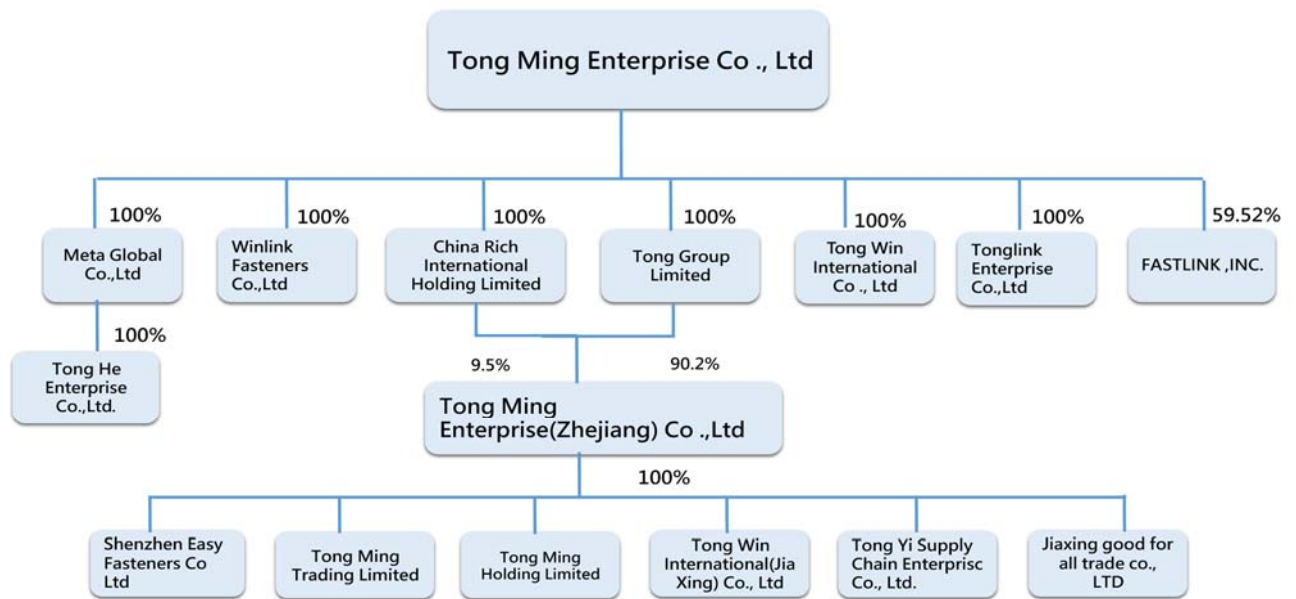 Tong Ming Enterprise Co ., Ltd
100%
100%
100%
100%
100%
100%
59.52%
Meta Global
Co.,Ltd
Winlink
Fasteners
Co.,Ltd
China Rich
International
Holding Limited
Tong Group
Limited
Tong Win
International
Co ., Ltd
Tonglink
Enterprise
Co.,Ltd
FASTLINK ,INC.
100%
Tong He
Enterprise
Co.,Ltd.
9.5%
90.2%
Tong Ming
Enterprise(Zhejiang) Co .,Ltd
100%
Shenzhen Easy
Fasteners Co
Ltd
Tong Ming
Trading Limited
Tong Ming
Holding Limited
Tong Win
International(Jia
Xing) Co., Ltd
Tong Yi Supply
Chain Enterprisc
Co., Ltd.
Jiaxing good for
all trade co.,
LTD